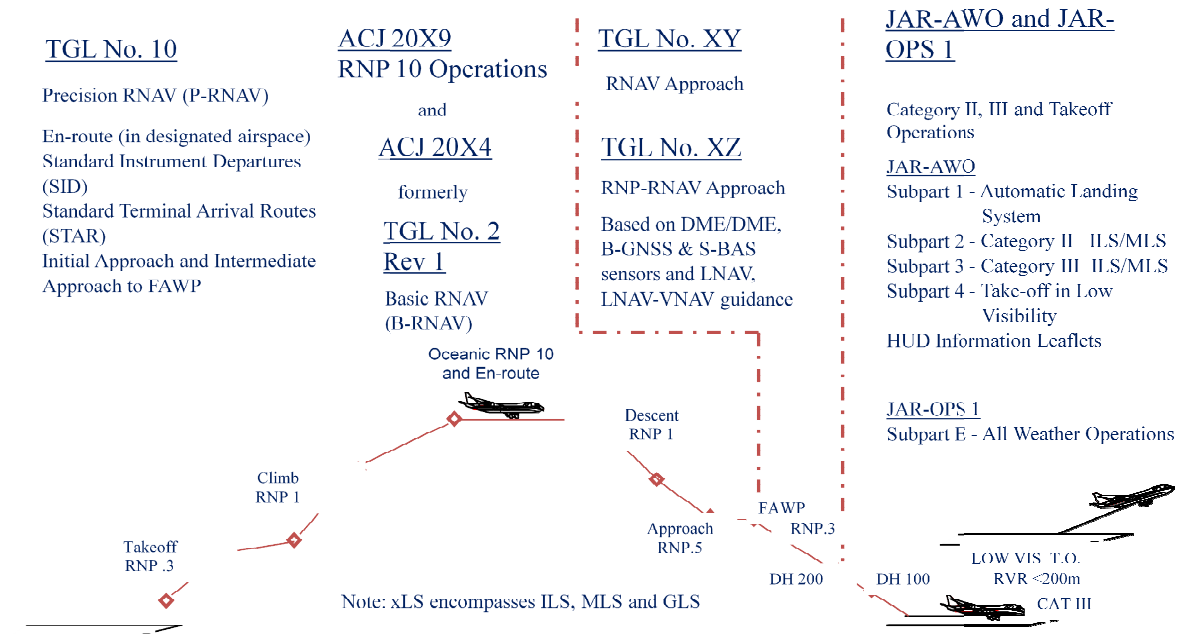 TGL No. 10
Precision RNAV (P-RNAV)
En-route (in designated airspace)
Standard Instrument Departures
(SID)
Standard Terminal Arrival Routes
(STAR)
Initial Approach and Intermediate
Approach to FAWP
ACJ 20X9
RNP 10 Operations
and
ACJ 20X4
formerly
TGL No. 2
Rev 1
Basic RNAV
(B-RNAV)
TGL No. XY
RNAV Approach
TGL No. XZ
RNP-RNAV Approach
Based on DME/DME,
B-GNSS & S-BAS
sensors and LNAV,
LNAV-VNAV guidance
JAR-AWO and JAR-
OPS 1
Category II, III and Takeoff
Operations
JAR-AWO
Subpart 1 - Automatic Landing
System
Subpart 2 - Category II ILS/MLS
Subpart 3 - Category III ILS/MLS
Subpart 4 - Take-off in Low
Visibility
HUD Information Leaflets
JAR-OPS 1
Subpart E - All Weather Operations
Oceanic RNP 10
and En-route
Descent
RNP 1
Climb
RNP 1
Takeoff
RNP .3
Approach
RNP.5
FAWP
RNP.3
DH 200
DH 100
LOW VIS T.O.
RVR <200m
CAT III
Note: xLS encompasses ILS, MLS and GLS